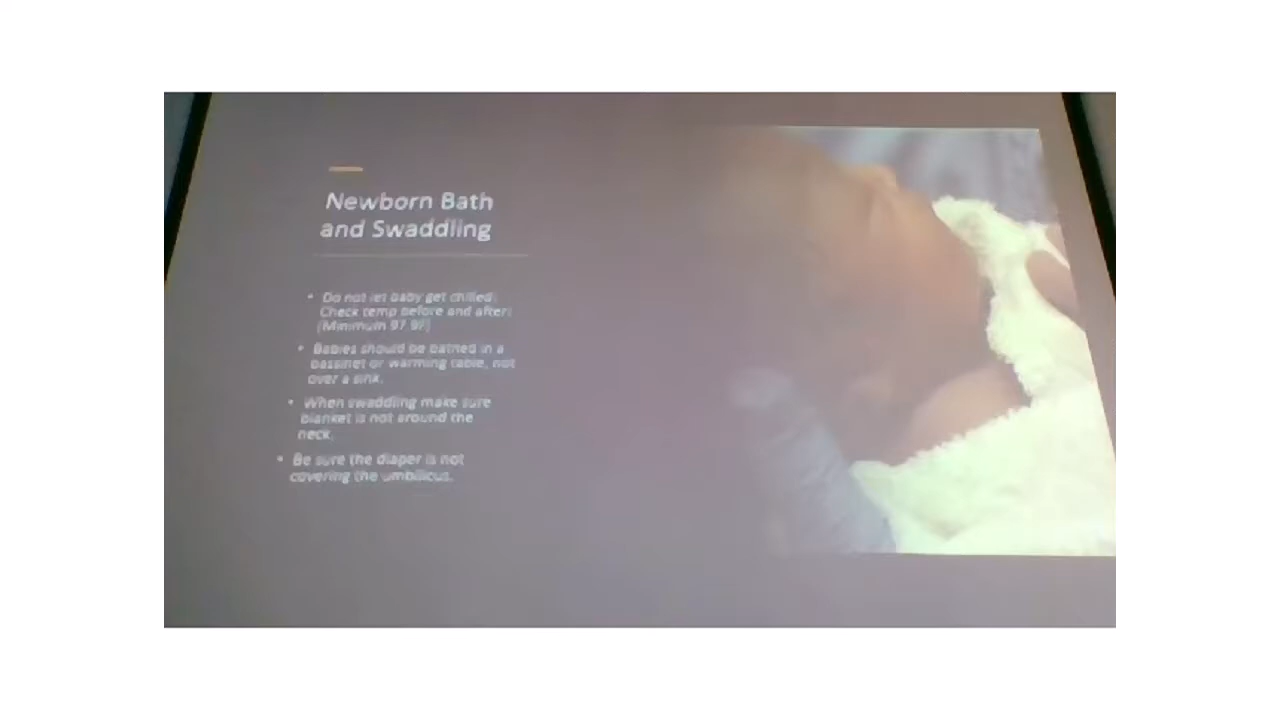 Newborn Bath
and Swaddling
• Do not let baby get chilled.
Check temp before and after.
(Minimum
• Babies should be bathed in a
bassinet or warming table, not
over a sink.
• When swaddling make sure
blanket is not around the
neck.
• Be sure the diaper is not
covering the umbilicus.